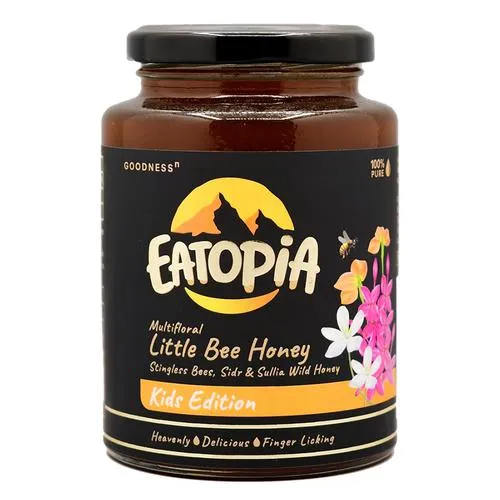 GOODNESSⁿ
100%
PURE
EATOPIA
Multifloral
Little Bee Honey
Stingless Bees, Sidr & Sullia Wild Honey
Kids Edition
Heavenly Delicious Finger Licking